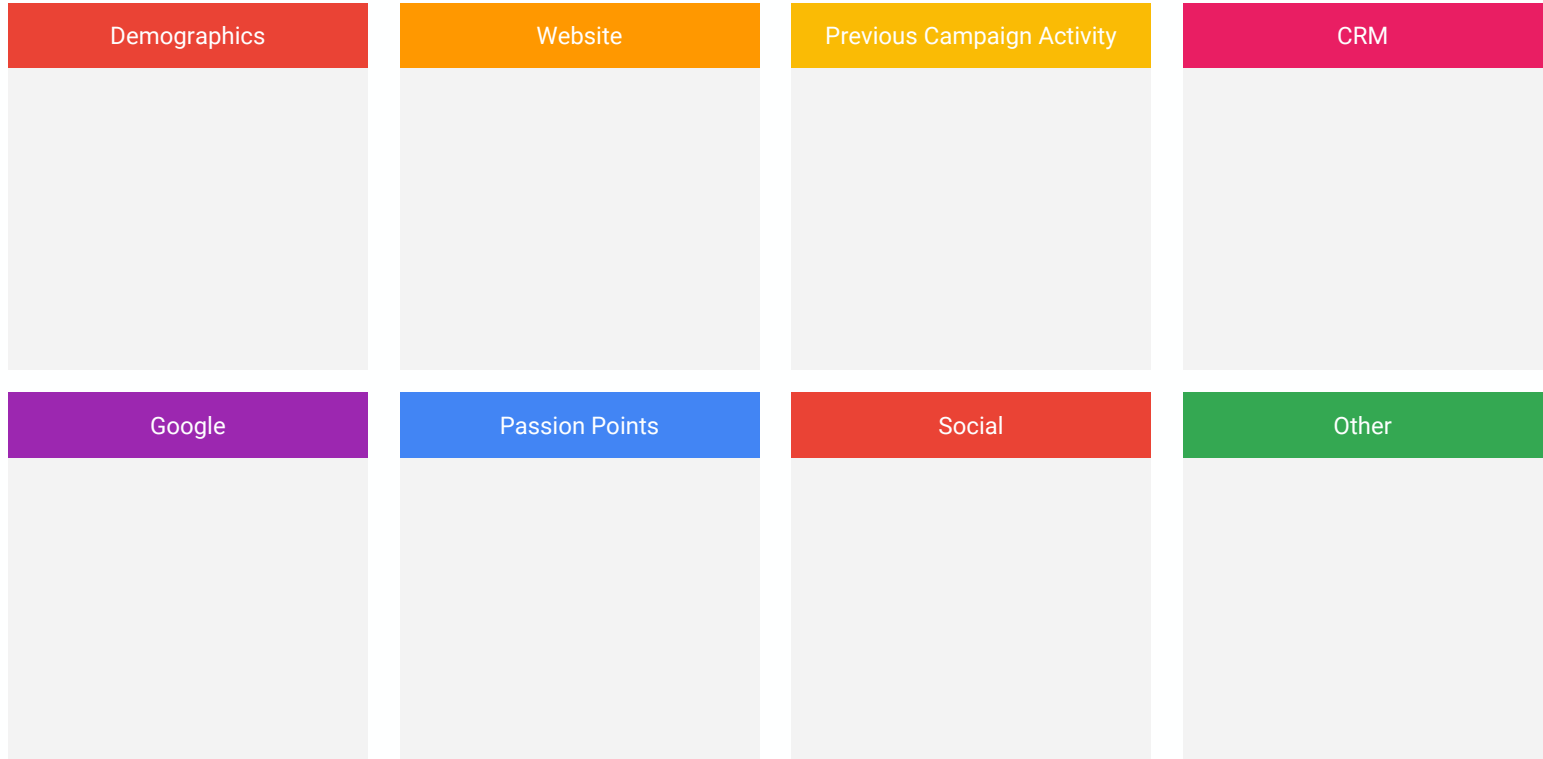 Demographics
Website
Previous Campaign Activity
CRM
Google
Passion Points
Social
Other